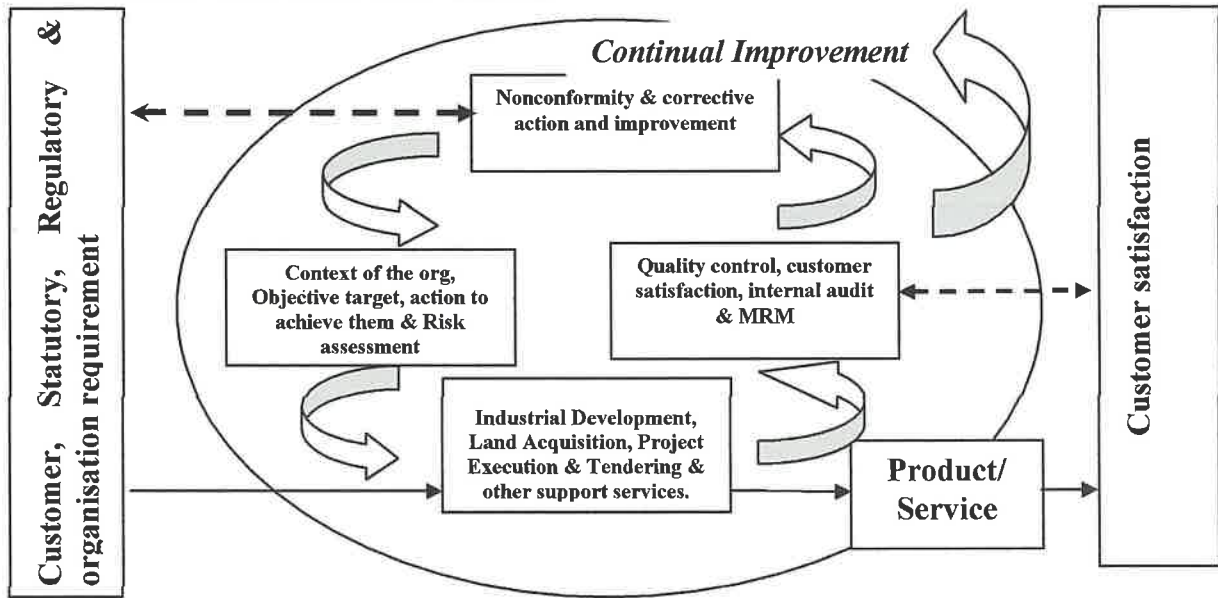 Customer, Statutory, Regulatory &
organisation requirement
Continual Improvement
Nonconformity & corrective
action and improvement
Context of the org,
Objective target, action to
achieve them & Risk
assessment
Quality control, customer
satisfaction, internal audit
& MRM
Industrial Development,
Land Acquisition, Project
Execution & Tendering &
other support services.
Product/
Service
Customer satisfaction